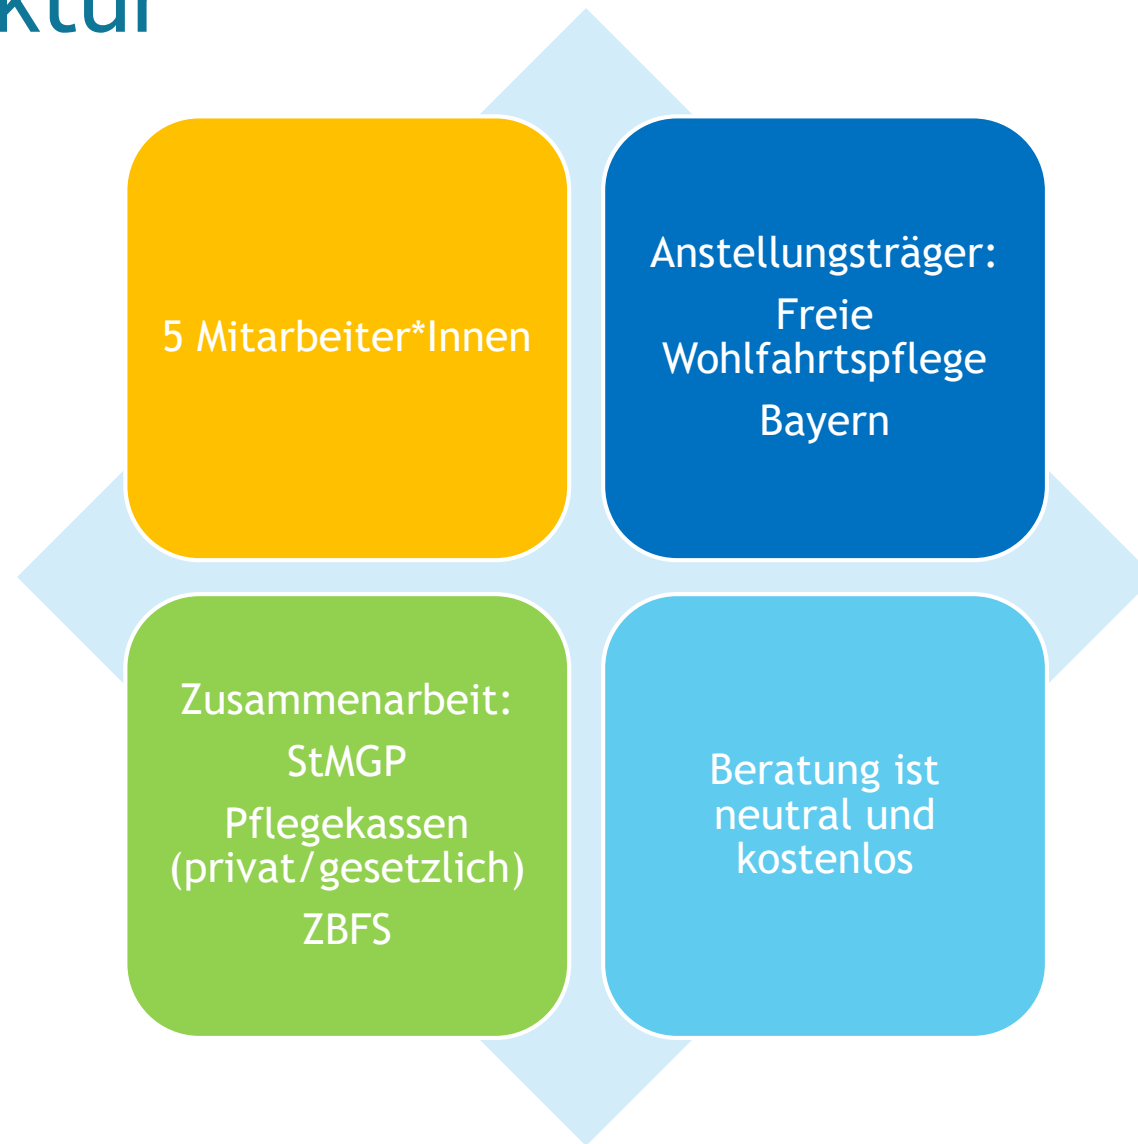 ktur
5 Mitarbeiter*Innen
Anstellungsträger:
Freie
Wohlfahrtspflege
Bayern
Zusammenarbeit:
StMGP
Pflegekassen
(privat/gesetzlich)
ZBFS
Beratung ist
neutral und
kostenlos